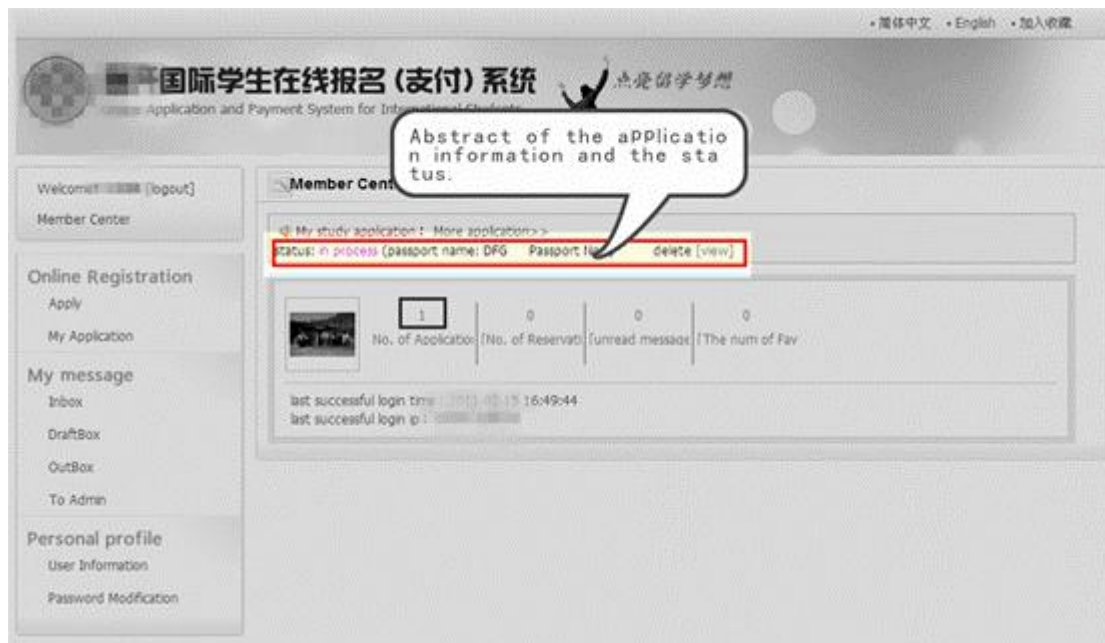 ・简体中文 ・English ・加入收藏
国际学生在线报名 (支付) 系统
点亮留学梦想
Application and Payment System for International Students
Abstract of the aPPlicatio
n information and the sta
tus.
Welcome [logout]
Member Center
Member Cent
My study application： More application>>
status: in process (passport name: DFG Passport N delete [view]
Online Registration
Apply
My Application
1 0 0 0
No. of Applicatio [No. of Reservati [unread message [The num of Fav
My message
Inbox
DraftBox
OutBox
To Admin
last successful login time 16:49:44
last successful login ip :
Personal profile
User Information
Password Modification